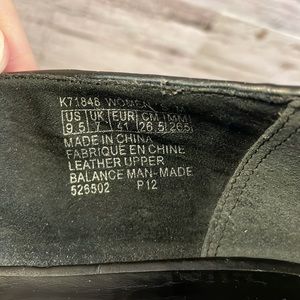 K71848 WOMEN'S
US UK EUR CM (MM)
9.5 7 41 26.5 265
MADE IN CHINA
FABRIQUE EN CHINE
LEATHER UPPER
BALANCE MAN-MADE
526502 P12